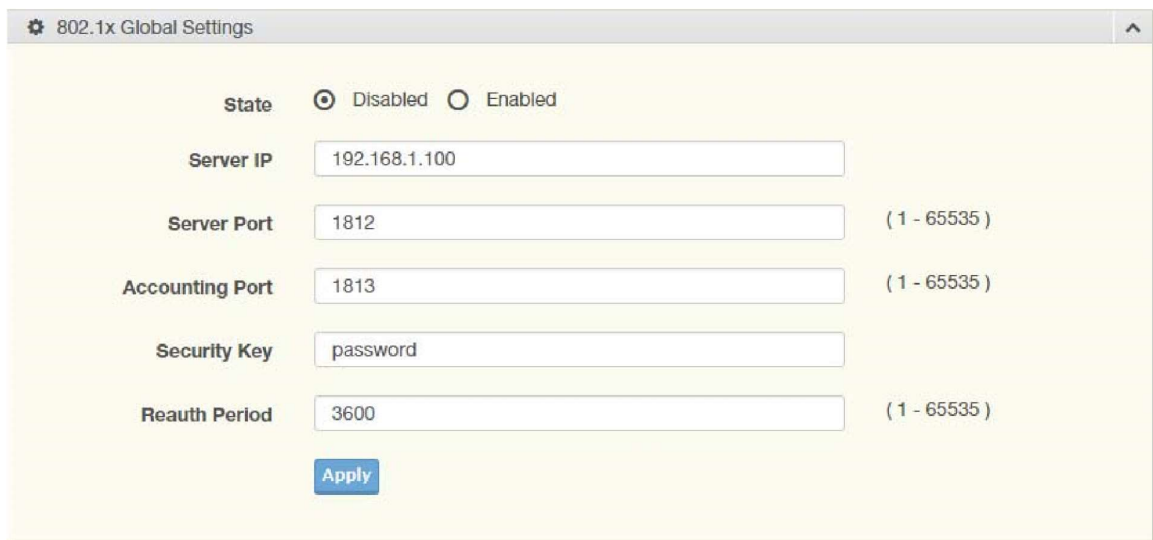 802.1x Global Settings
State Disabled Enabled
Server IP 192.168.1.100
Server Port 1812 ( 1 - 65535 )
Accounting Port 1813 ( 1 - 65535 )
Security Key password
Reauth Period 3600 ( 1 - 65535 )
Apply